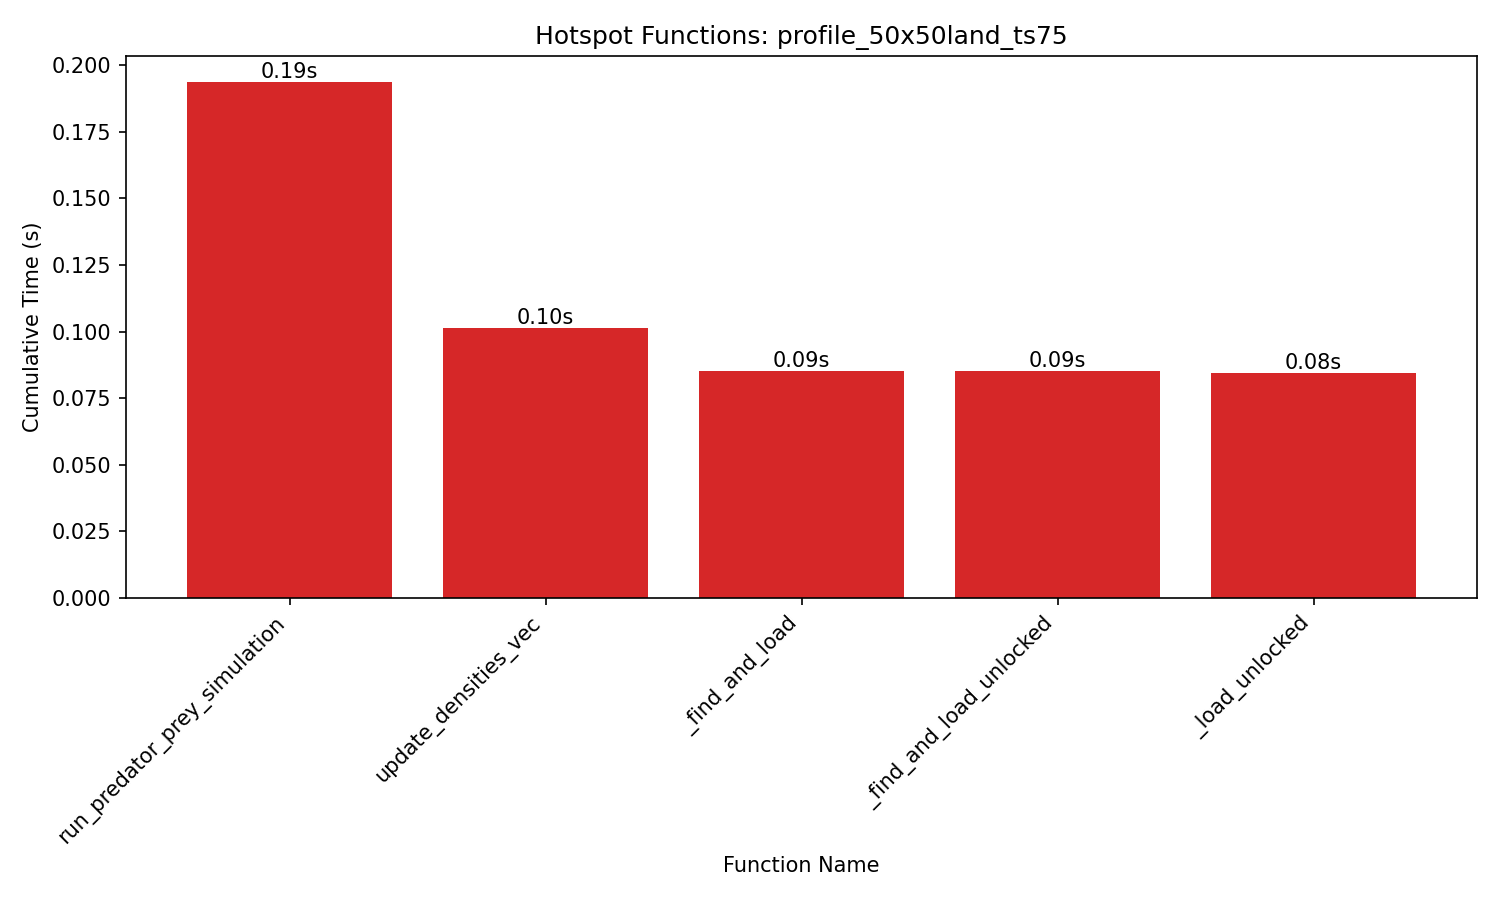 Hotspot Functions: profile_50x50land_ts75
Cumulative Time (s)
0.200
0.175
0.150
0.125
0.100
0.075
0.050
0.025
0.000
0.19s
0.10s
0.09s
0.09s
0.08s
run_predator_prey_simulation
update_densities_vec
_find_and_load
_find_and_load_unlocked
_load_unlocked
Function Name